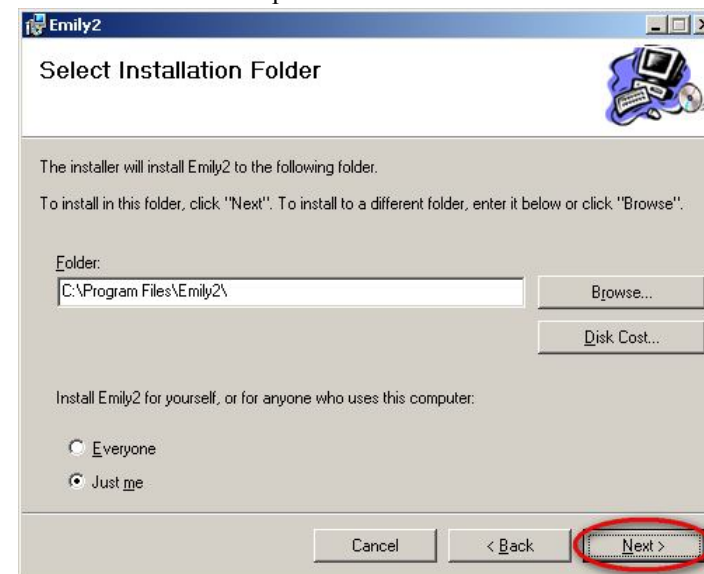 Emily2
Select Installation Folder
The installer will install Emily2 to the following folder.
To install in this folder, click "Next". To install to a different folder, enter it below or click "Browse".
Folder:
C:\Program Files\Emily2\
Browse...
Disk Cost...
Install Emily2 for yourself, or for anyone who uses this computer:
Everyone
Just me
Cancel
< Back
Next >